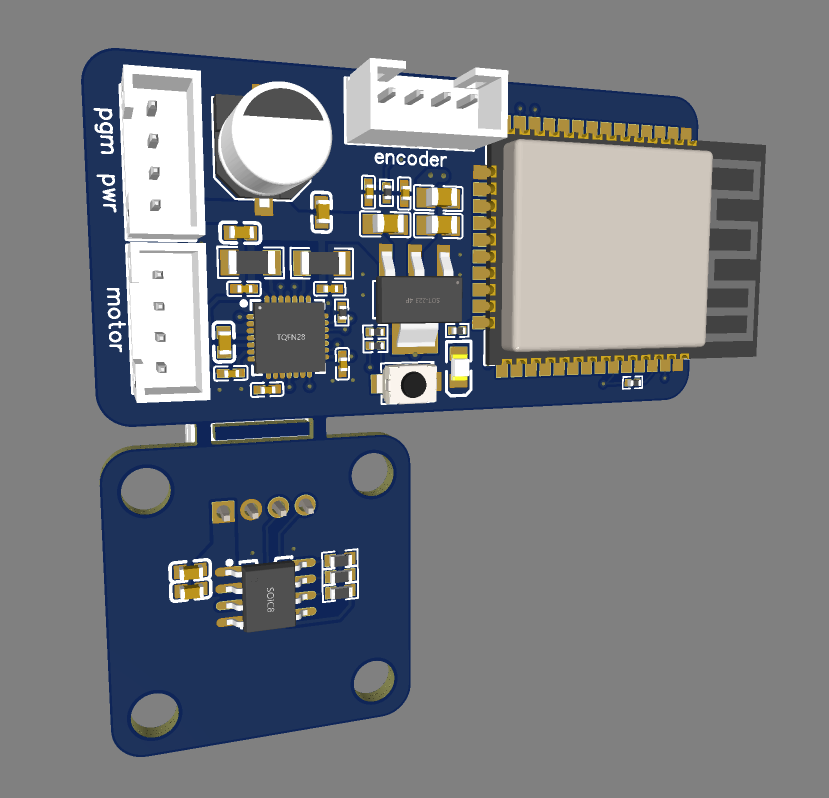 encoder
pgm pwr
motor
SOT-223 4P
TQFN28
SOIC8